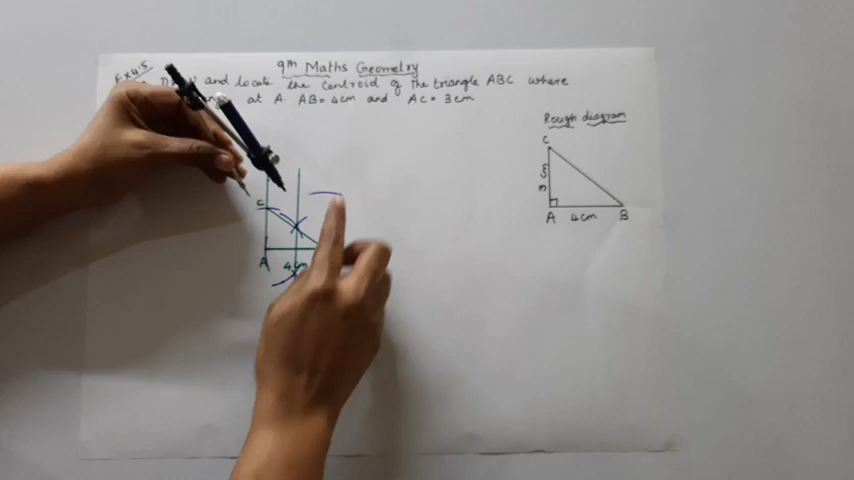 9th Maths Geometry
Ex 4.5
and locate the centroid of the triangle ABC where
at A. AB = 4cm and AC = 3cm
Rough diagram
C
3
A 4cm B
C
A
4cm